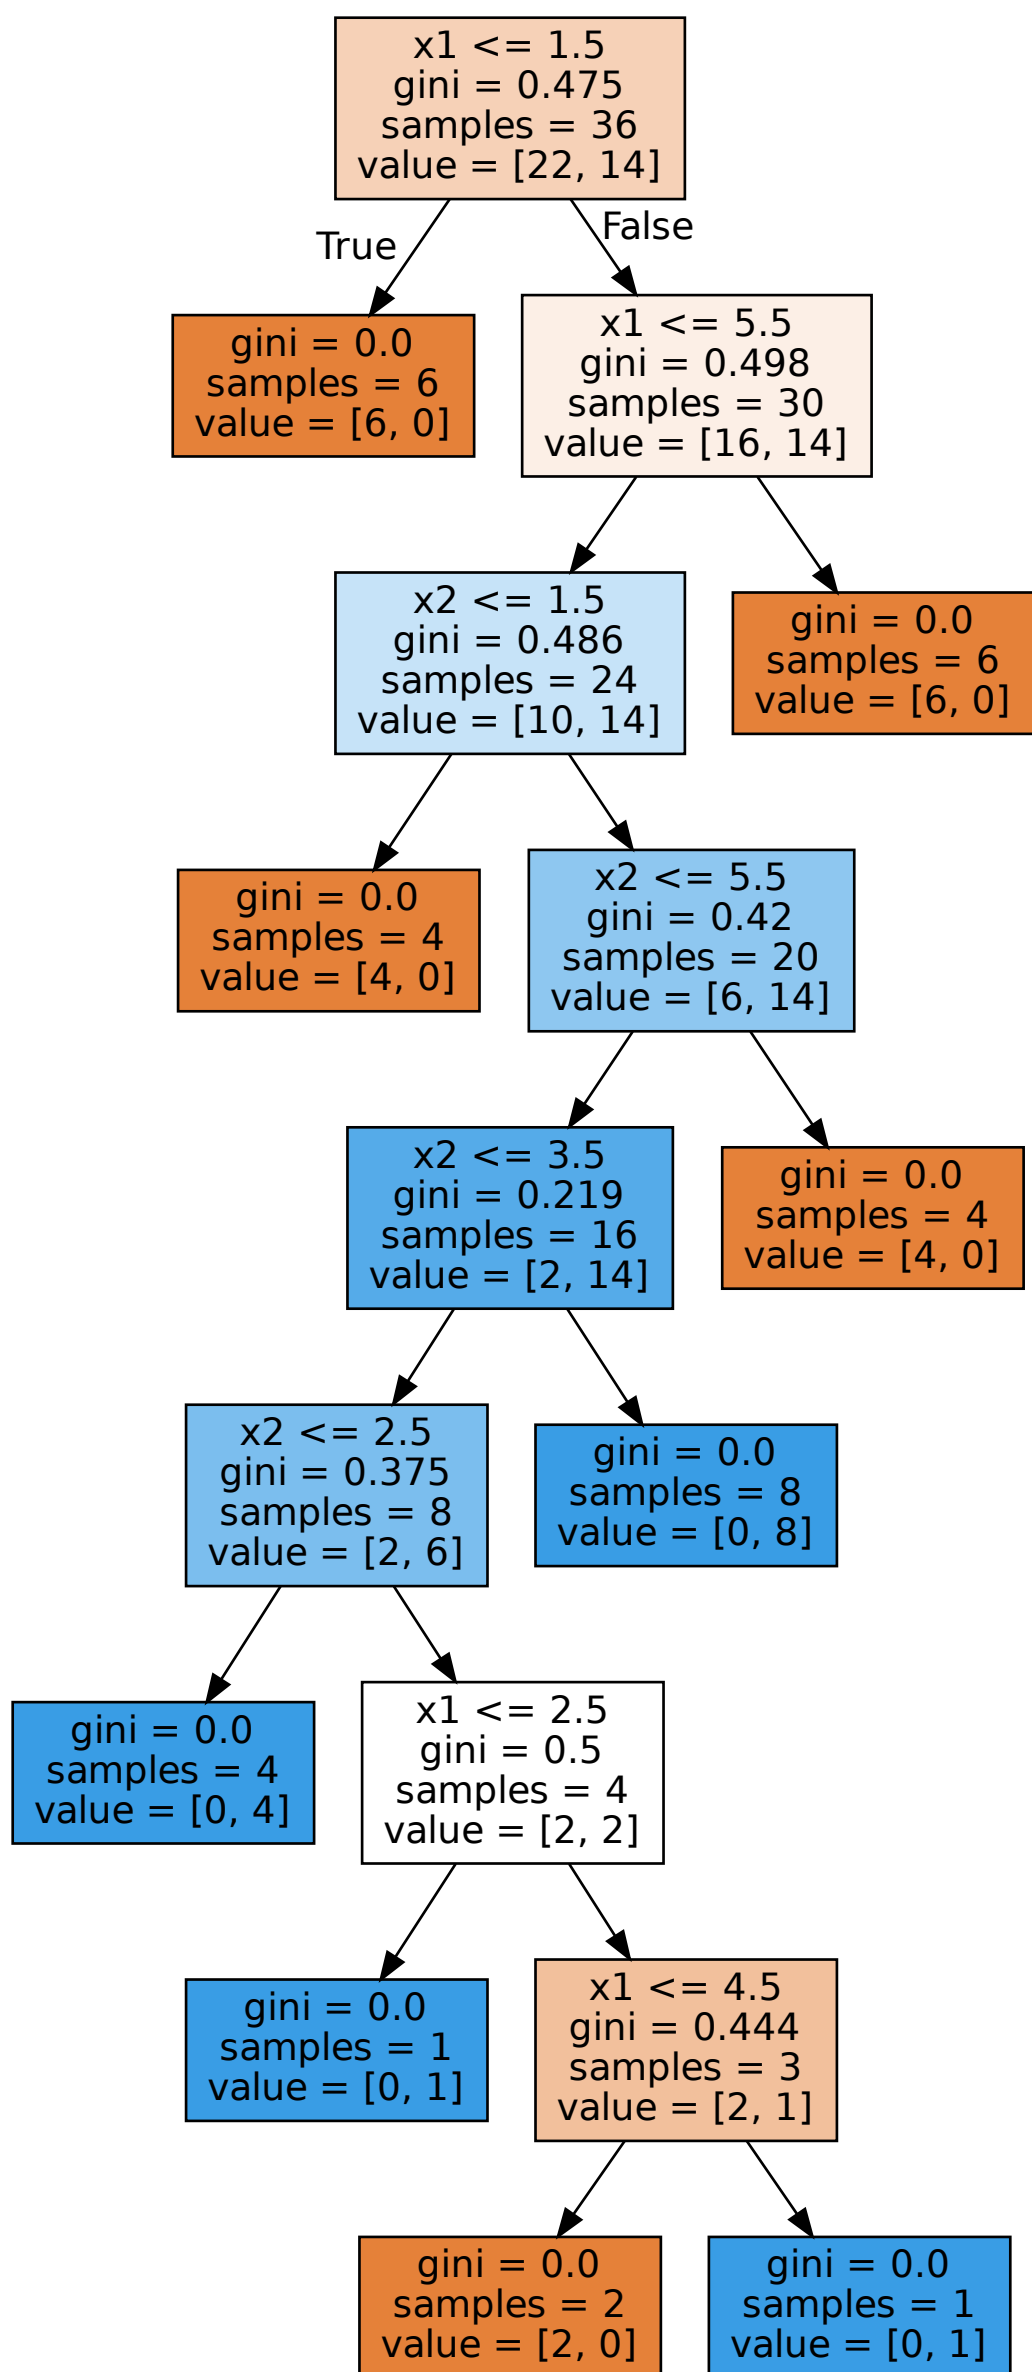 x1 <= 1.5
gini = 0.475
samples = 36
value = [22, 14]
True
False
gini = 0.0
samples = 6
value = [6, 0]
x1 <= 5.5
gini = 0.498
samples = 30
value = [16, 14]
x2 <= 1.5
gini = 0.486
samples = 24
value = [10, 14]
gini = 0.0
samples = 6
value = [6, 0]
gini = 0.0
samples = 4
value = [4, 0]
x2 <= 5.5
gini = 0.42
samples = 20
value = [6, 14]
x2 <= 3.5
gini = 0.219
samples = 16
value = [2, 14]
gini = 0.0
samples = 4
value = [4, 0]
x2 <= 2.5
gini = 0.375
samples = 8
value = [2, 6]
gini = 0.0
samples = 8
value = [0, 8]
gini = 0.0
samples = 4
value = [0, 4]
x1 <= 2.5
gini = 0.5
samples = 4
value = [2, 2]
gini = 0.0
samples = 1
value = [0, 1]
x1 <= 4.5
gini = 0.444
samples = 3
value = [2, 1]
gini = 0.0
samples = 2
value = [2, 0]
gini = 0.0
samples = 1
value = [0, 1]